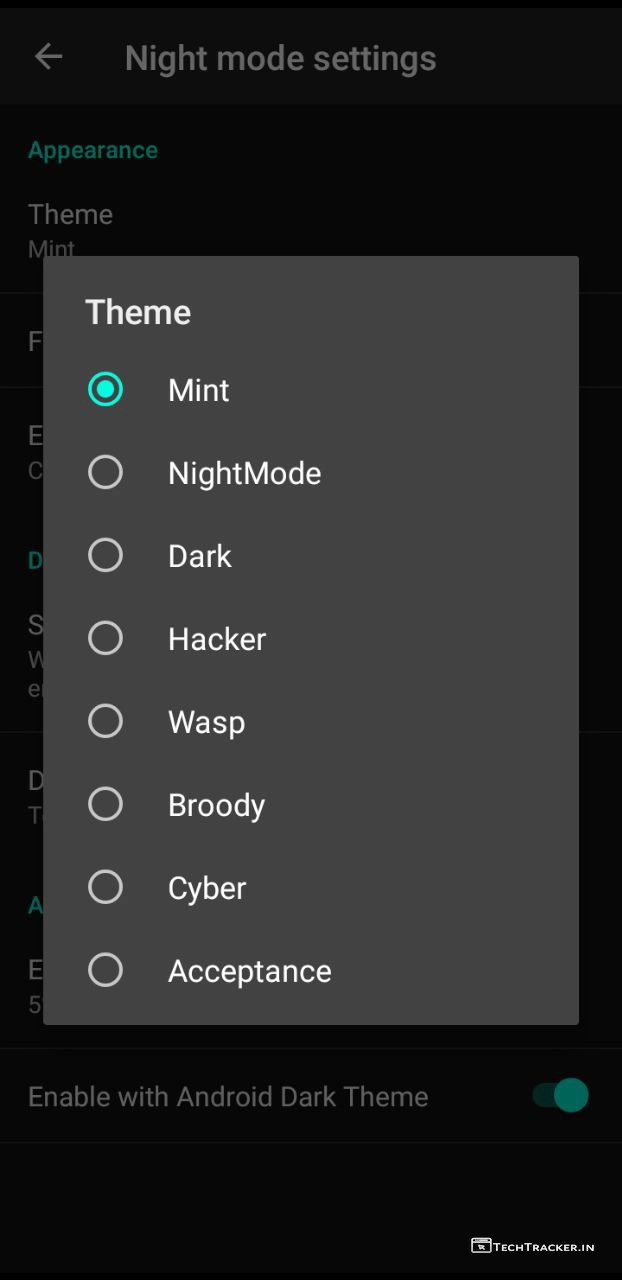 Night mode settings
Appearance
Theme
Mint
Theme
Mint
NightMode
Dark
Hacker
Wasp
Broody
Cyber
Acceptance
Enable with Android Dark Theme
TECHTRACKER.IN